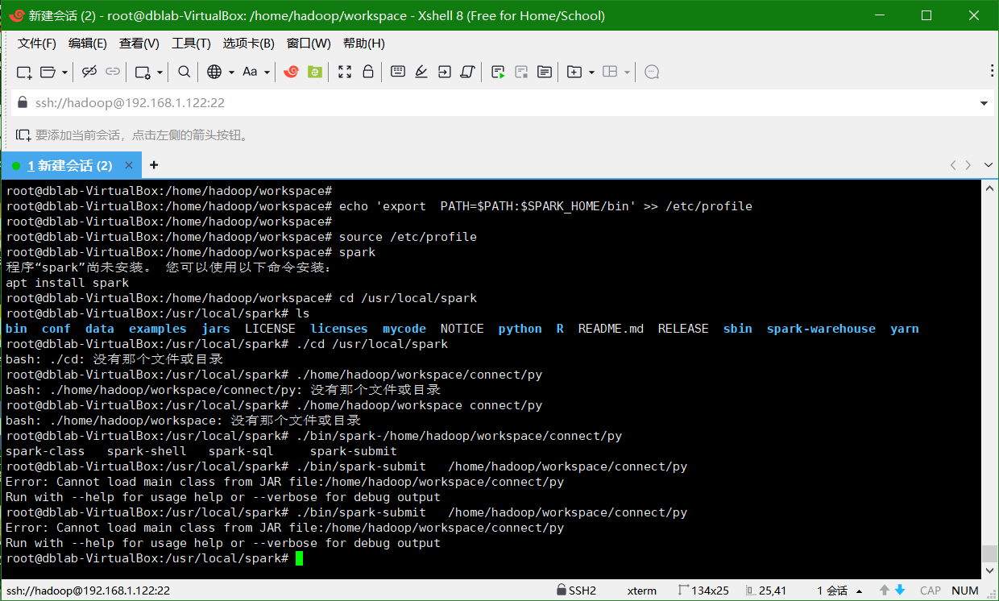 新建会话 (2) - root@dblab-VirtualBox: /home/hadoop/workspace - Xshell 8 (Free for Home/School)
文件(F) 编辑(E) 查看(V) 工具(T) 选项卡(B) 窗口(W) 帮助(H)
Aa
ssh://hadoop@192.168.1.122:22
要添加当前会话，点击左侧的箭头按钮。
1 新建会话 (2) × +
root@dblab-VirtualBox:/home/hadoop/workspace#
root@dblab-VirtualBox:/home/hadoop/workspace# echo 'export  PATH=$PATH:$SPARK_HOME/bin' >> /etc/profile
root@dblab-VirtualBox:/home/hadoop/workspace#
root@dblab-VirtualBox:/home/hadoop/workspace# source /etc/profile
root@dblab-VirtualBox:/home/hadoop/workspace# spark
程序“spark”尚未安装。 您可以使用以下命令安装：
apt install spark
root@dblab-VirtualBox:/home/hadoop/workspace# cd /usr/local/spark
root@dblab-VirtualBox:/usr/local/spark# ls
bin  conf  data  examples  jars  LICENSE  licenses  mycode  NOTICE  python  R  README.md  RELEASE  sbin  spark-warehouse  yarn
root@dblab-VirtualBox:/usr/local/spark# ./cd /usr/local/spark
bash: ./cd: 没有那个文件或目录
root@dblab-VirtualBox:/usr/local/spark# ./home/hadoop/workspace/connect/py
bash: ./home/hadoop/workspace/connect/py: 没有那个文件或目录
root@dblab-VirtualBox:/usr/local/spark# ./home/hadoop/workspace connect/py
bash: ./home/hadoop/workspace: 没有那个文件或目录
root@dblab-VirtualBox:/usr/local/spark# ./bin/spark-/home/hadoop/workspace/connect/py
spark-class   spark-shell   spark-sql     spark-submit
root@dblab-VirtualBox:/usr/local/spark# ./bin/spark-submit   /home/hadoop/workspace/connect/py
Error: Cannot load main class from JAR file:/home/hadoop/workspace/connect/py
Run with --help for usage help or --verbose for debug output
root@dblab-VirtualBox:/usr/local/spark# ./bin/spark-submit   /home/hadoop/workspace/connect/py
Error: Cannot load main class from JAR file:/home/hadoop/workspace/connect/py
Run with --help for usage help or --verbose for debug output
root@dblab-VirtualBox:/usr/local/spark#
ssh://hadoop@192.168.1.122:22 SSH2 xterm 134x25 25,41 1 会话 CAP NUM